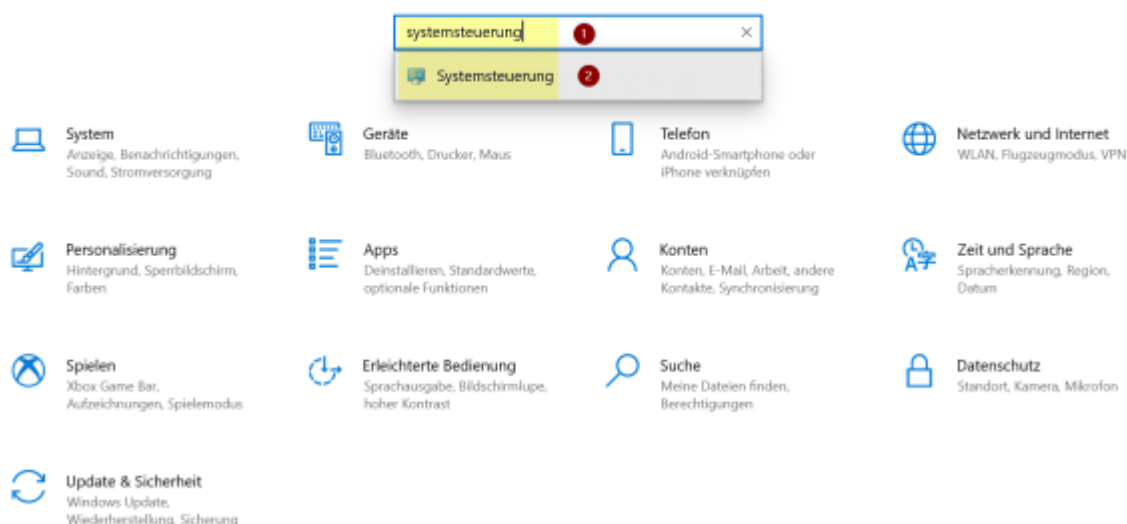 systemsteuerung 1
Systemsteuerung 2
System
Anzeige, Benachrichtigungen,
Sound, Stromversorgung
Geräte
Bluetooth, Drucker, Maus
Telefon
Android-Smartphone oder
iPhone verknüpfen
Netzwerk und Internet
WLAN, Flugzeugmodus, VPN
Personalisierung
Hintergrund, Sperrbildschirm,
Farben
Apps
Deinstallieren, Standardwerte,
optionale Funktionen
Konten
Konten, E-Mail, Arbeit, andere
Kontakte, Synchronisierung
Zeit und Sprache
Spracherkennung, Region,
Datum
Spielen
Xbox Game Bar,
Aufzeichnungen, Spielemodus
Erleichterte Bedienung
Sprachausgabe, Bildschirmlupe,
hoher Kontrast
Suche
Meine Dateien finden,
Berechtigungen
Datenschutz
Standort, Kamera, Mikrofon
Update & Sicherheit
Windows Update,
Wiederherstellung, Sicherung